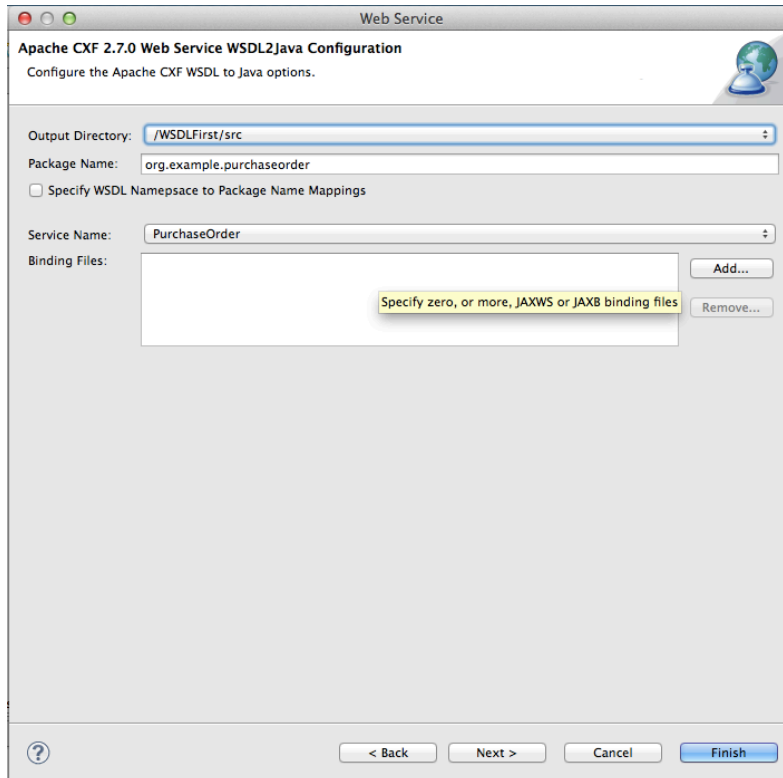 Web Service
Apache CXF 2.7.0 Web Service WSDL2Java Configuration
Configure the Apache CXF WSDL to Java options.
Output Directory: /WSDLFirst/src
Package Name: org.example.purchaseorder
Specify WSDL Namepsace to Package Name Mappings
Service Name: PurchaseOrder
Binding Files:
Add...
Specify zero, or more, JAXWS or JAXB binding files
Remove...
? < Back Next > Cancel Finish